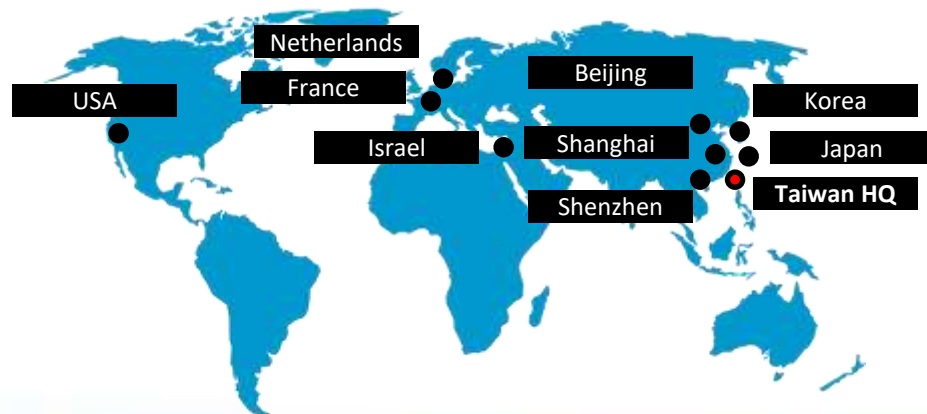 Netherlands
France
USA
Israel
Beijing
Shanghai
Shenzhen
Korea
Japan
Taiwan HQ